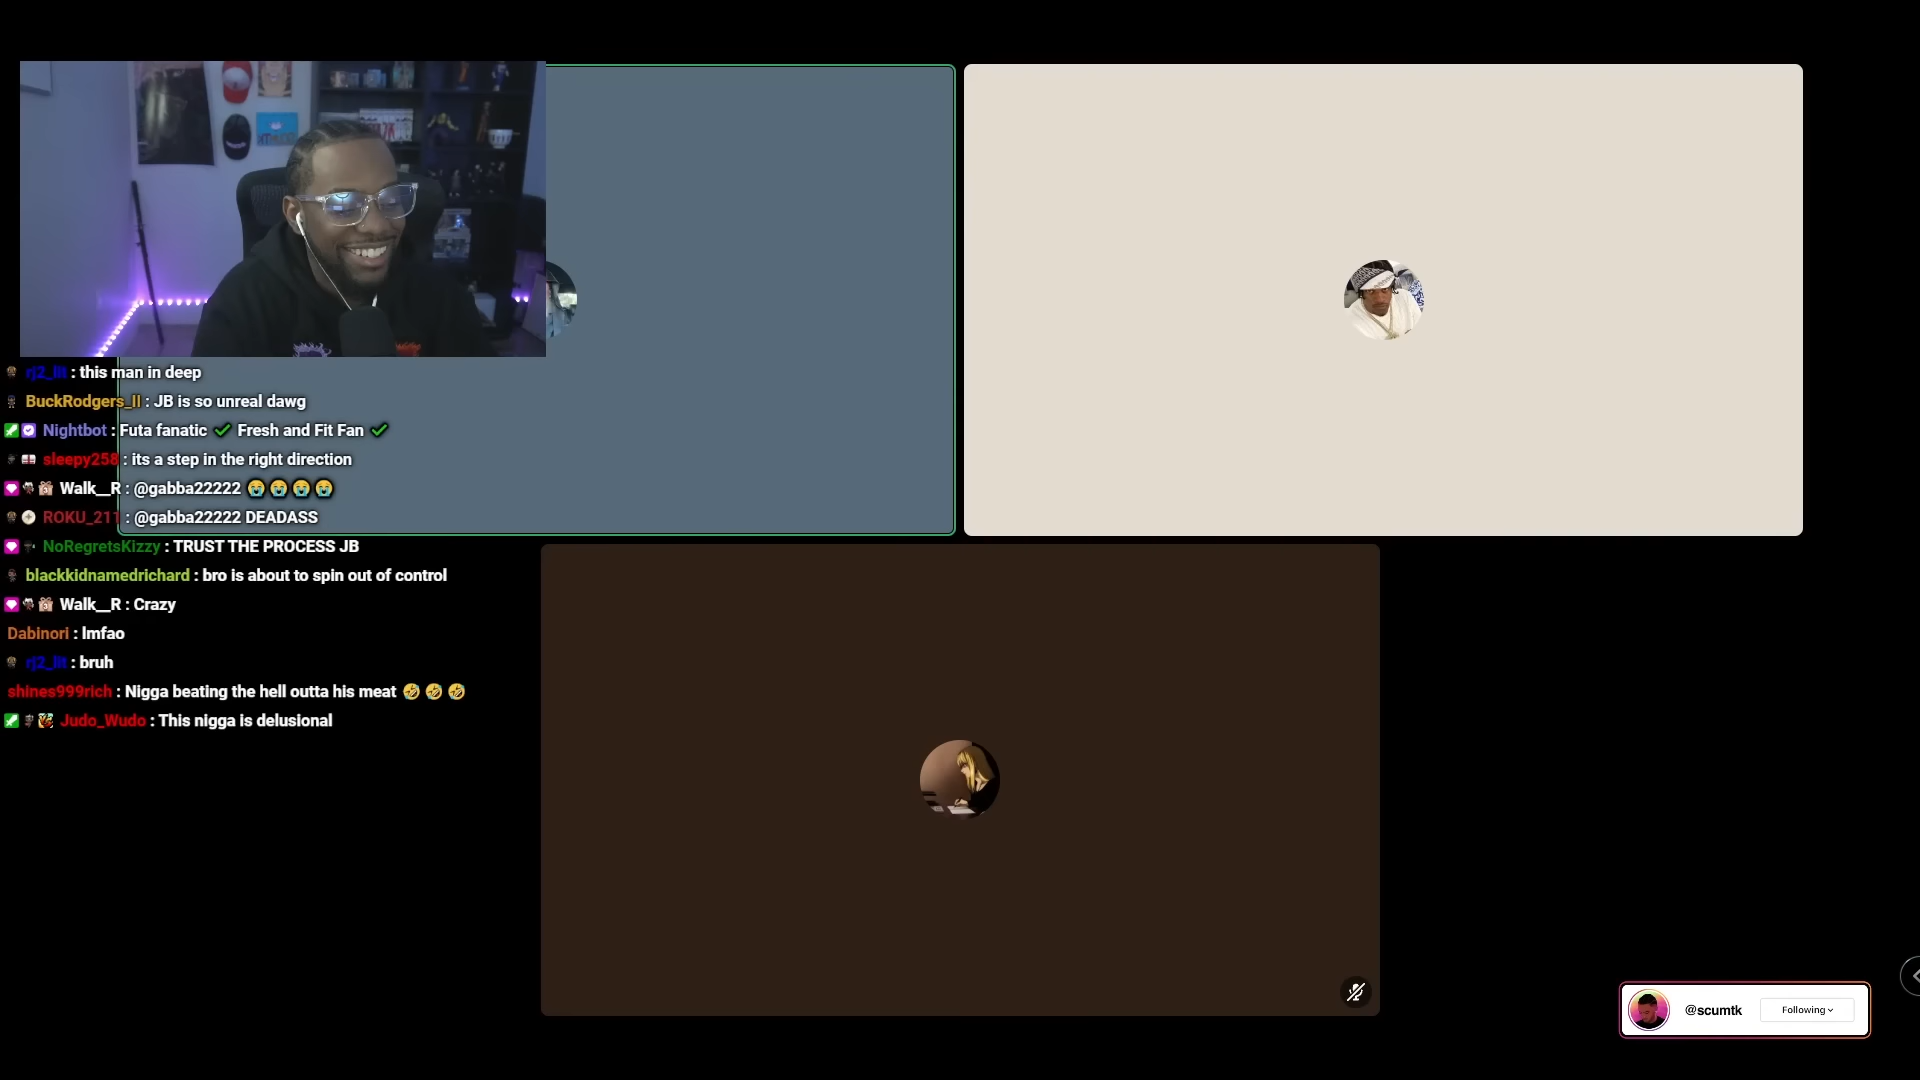 rj2_lit : this man in deep
BuckRodgers_II : JB is so unreal dawg
Nightbot : Futa fanatic ✔ Fresh and Fit Fan ✔
sleepy258 : its a step in the right direction
Walk__R : @gabba22222 😭😭😭😭
ROKU_211 : @gabba22222 DEADASS
NoRegretsKizzy : TRUST THE PROCESS JB
blackkidnamedrichard : bro is about to spin out of control
Walk__R : Crazy
Dabinori : lmfao
rj2_lit : bruh
shines999rich : Nigga beating the hell outta his meat 🤣🤣🤣
Judo_Wudo : This nigga is delusional
@scumtk
Following